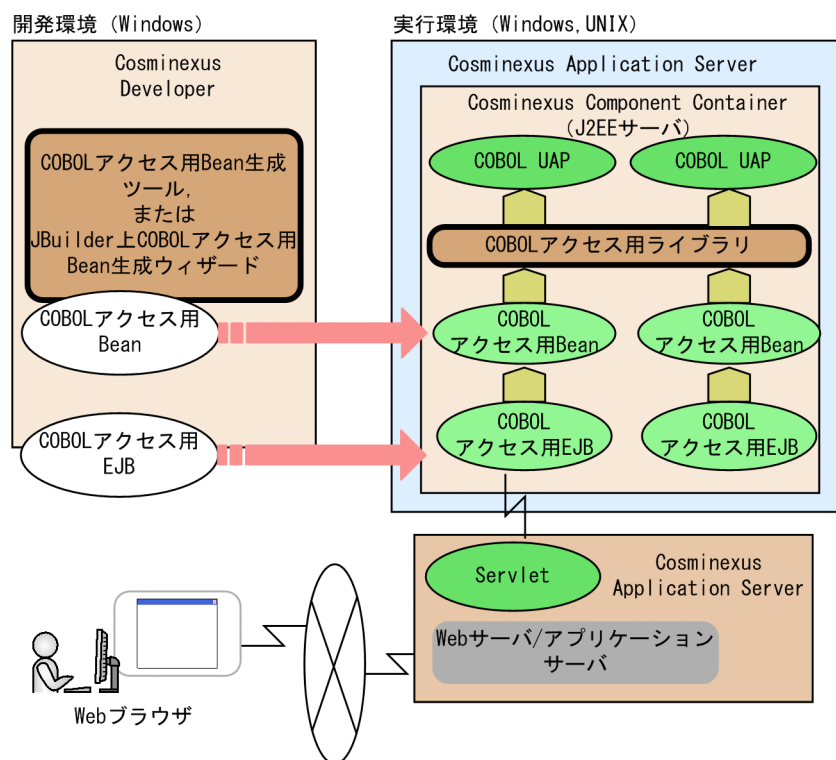 開発環境 (Windows)
Cosminexus
Developer
COBOLアクセス用Bean生成
ツール,
または
JBuilder上COBOLアクセス用
Bean生成ウィザード
COBOLアクセス用
Bean
COBOLアクセス用
EJB
実行環境 (Windows,UNIX)
Cosminexus Application Server
Cosminexus Component Container
(J2EEサーバ)
COBOL UAP
COBOL UAP
COBOLアクセス用ライブラリ
COBOL
アクセス用Bean
COBOL
アクセス用Bean
COBOL
アクセス用EJB
COBOL
アクセス用EJB
Servlet
Cosminexus
Application Server
Webサーバ/アプリケーション
サーバ
Webブラウザ